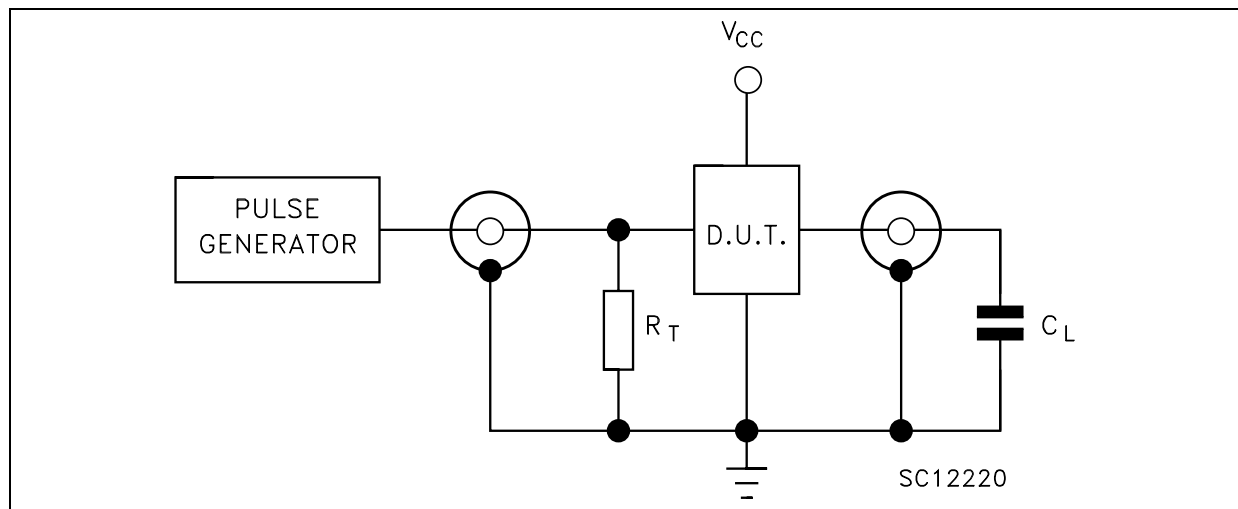 VCC
PULSE
GENERATOR
D.U.T.
RT
CL
SC12220